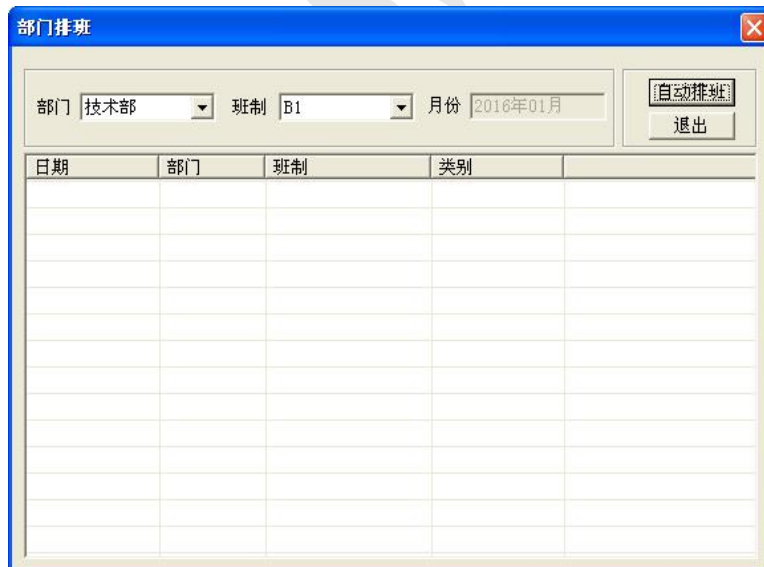 部门排班
部门 技术部 班制 B1 月份 2016年01月 自动排班
退出
日期 部门 班制 类别